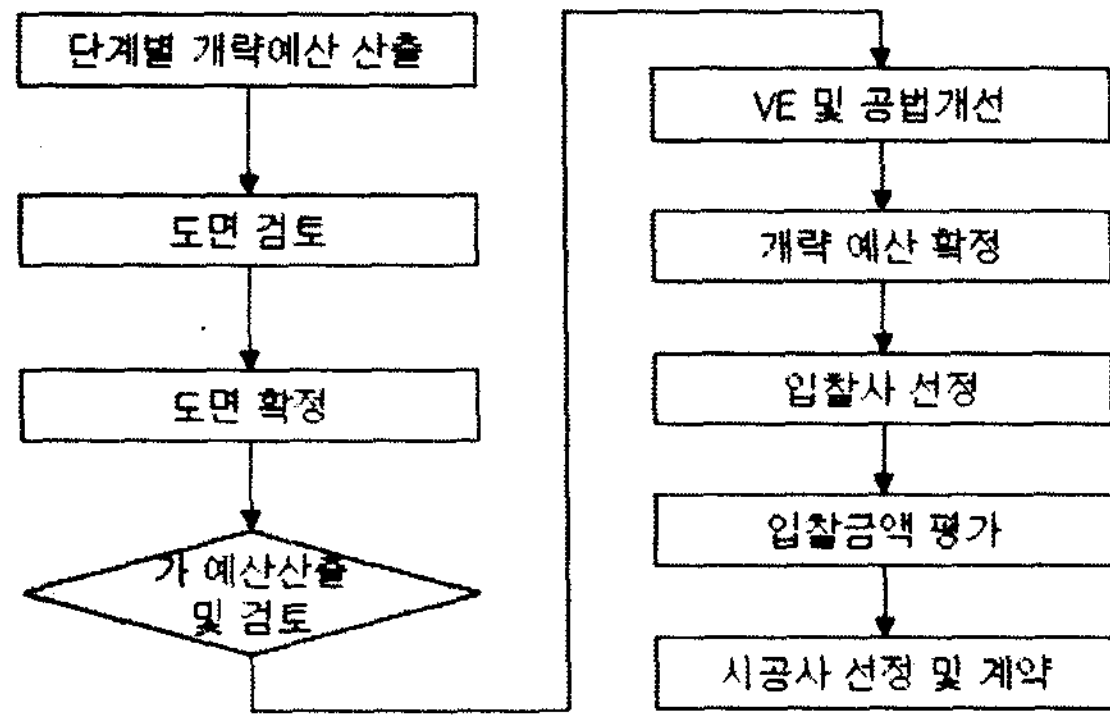 단계별 개략예산 산출
도면 검토
도면 확정
가 예산산출
및 검토
VE 및 공법개선
개략 예산 확정
입찰사 선정
입찰금액 평가
시공사 선정 및 계약